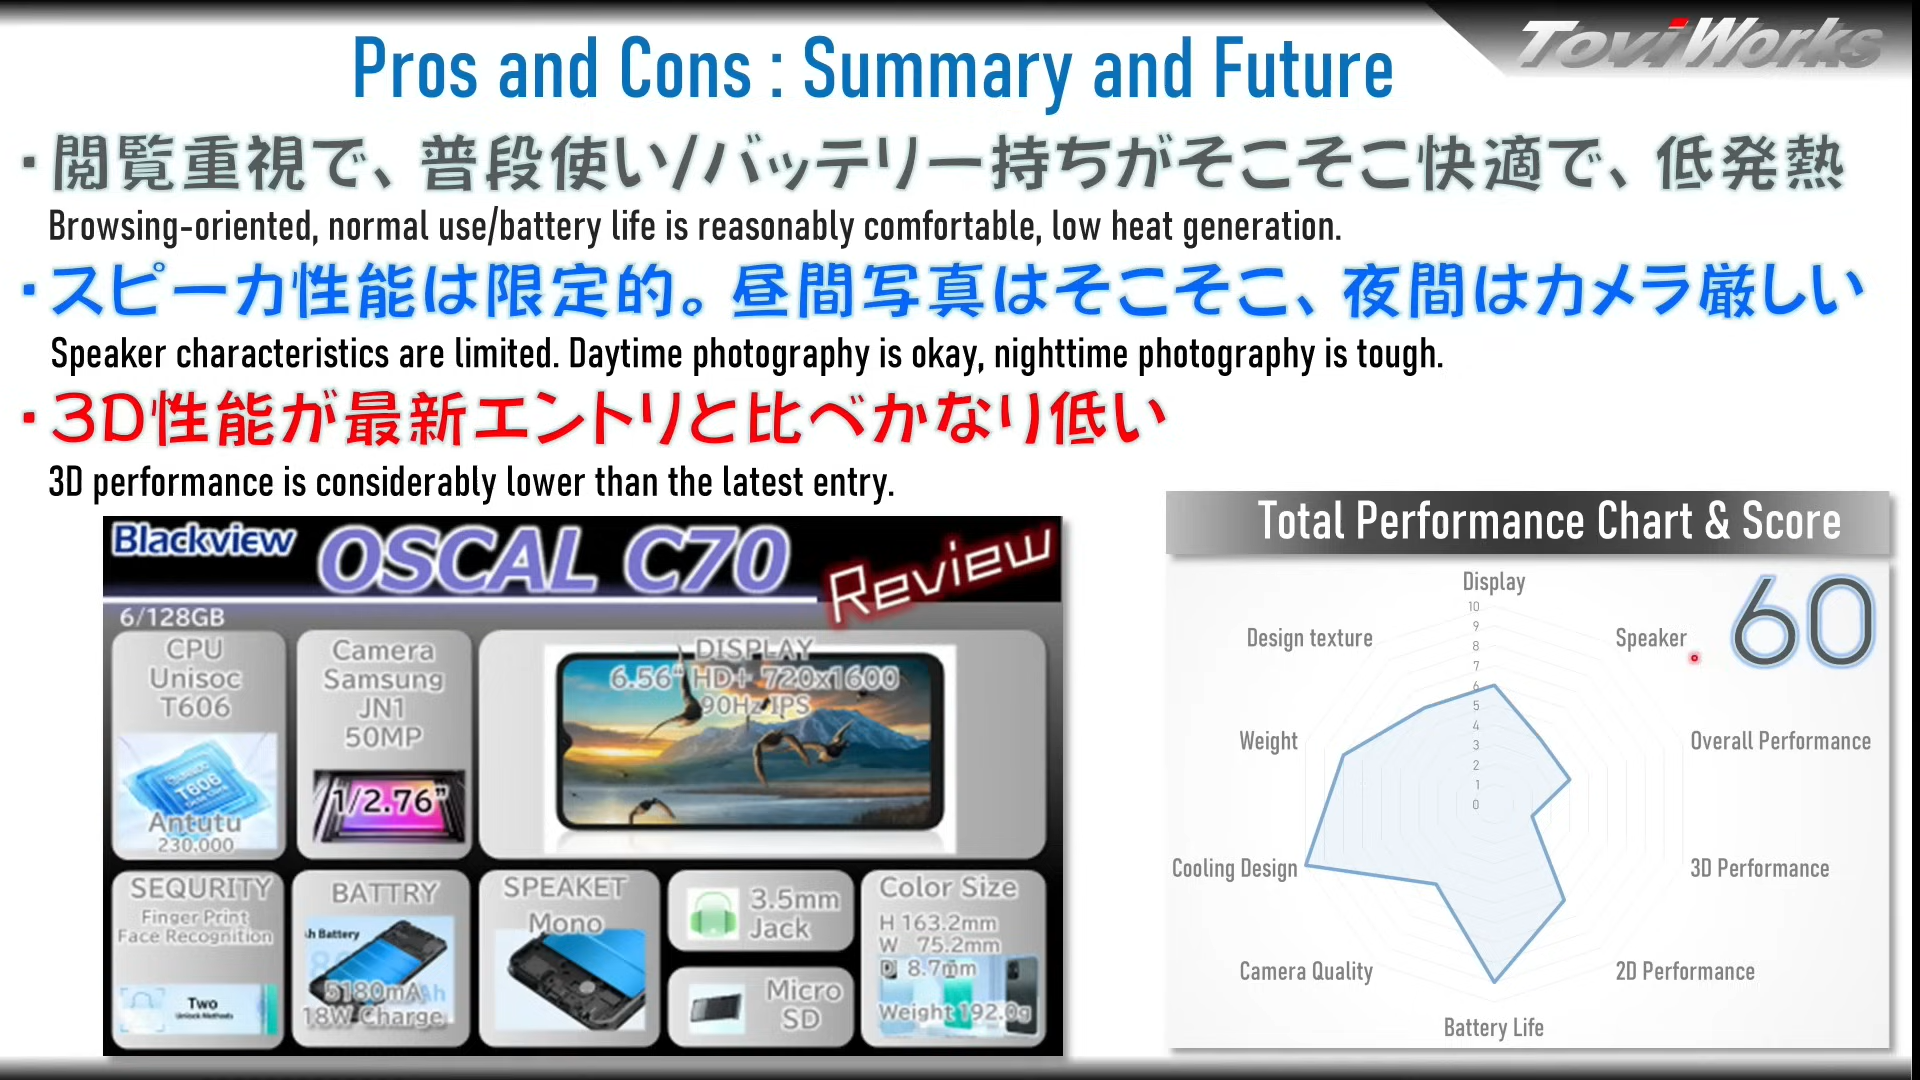 Pros and Cons : Summary and Future
ToviWorks
・閲覧重視で、普段使い/バッテリー持ちがそこそこ快適で、低発熱
Browsing-oriented, normal use/battery life is reasonably comfortable, low heat generation.
・スピーカ性能は限定的。昼間写真はそこそこ、夜間はカメラ厳しい
Speaker characteristics are limited. Daytime photography is okay, nighttime photography is tough.
・3D性能が最新エントリと比べかなり低い
3D performance is considerably lower than the latest entry.
Blackview OSCAL C70 Review
6/128GB
CPU
Unisoc
T606
T606
Antutu
230.000
Camera
Samsung
JN1
50MP
1/2.76"
DISPLAY
6.56" HD+ 720x1600
90Hz IPS
SEQURITY
Finger Print
Face Recognition
Two
Unlock Methods
BATTRY
h Battery
5180mAh
18W Charge
SPEAKET
Mono
3.5mm
Jack
Micro
SD
Color Size
H 163.2mm
W 75.2mm
D 8.7mm
Weight 192.0g
Total Performance Chart & Score
60
Display
Speaker
Overall Performance
3D Performance
2D Performance
Battery Life
Camera Quality
Cooling Design
Weight
Design texture
10
9
8
7
6
5
4
3
2
1
0